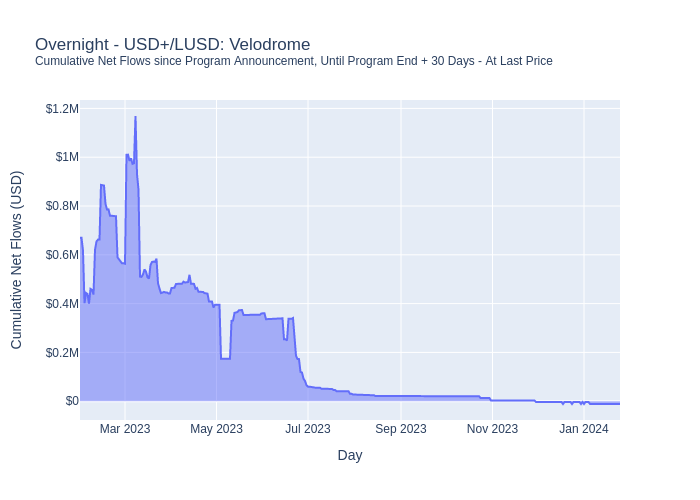 Overnight - USD+/LUSD: Velodrome
Cumulative Net Flows since Program Announcement, Until Program End + 30 Days - At Last Price
Cumulative Net Flows (USD)
$1.2M
$1M
$0.8M
$0.6M
$0.4M
$0.2M
$0
Mar 2023 May 2023 Jul 2023 Sep 2023 Nov 2023 Jan 2024
Day